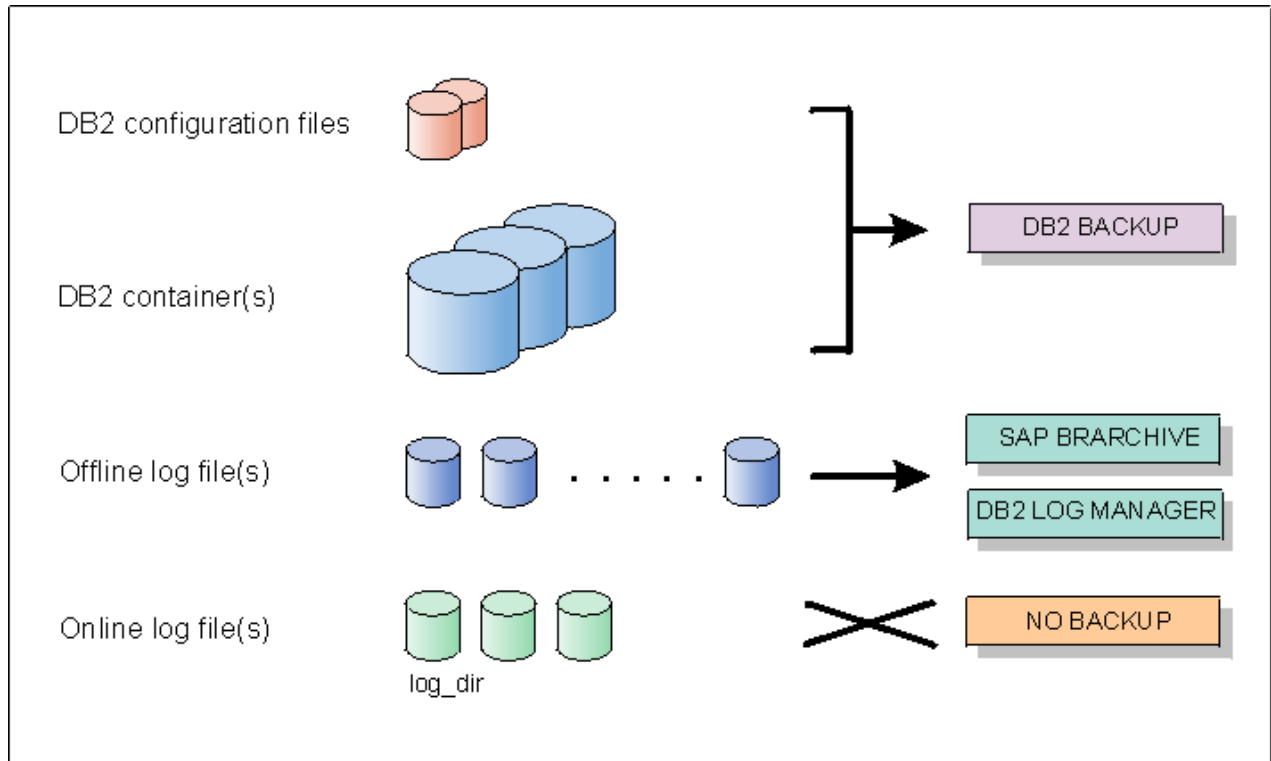 DB2 configuration files
DB2 BACKUP
DB2 container(s)
SAP BRARCHIVE
Offline log file(s)
DB2 LOG MANAGER
Online log file(s)
NO BACKUP
log_dir